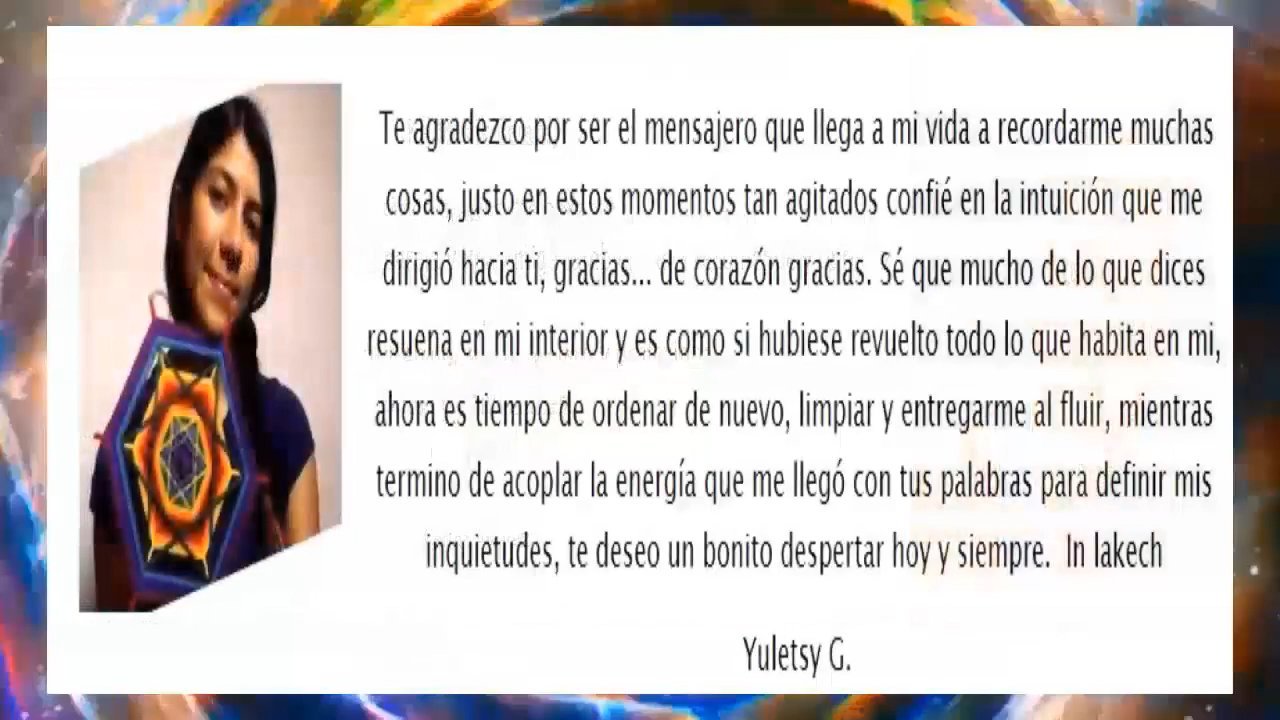 Te agradezco por ser el mensajero que llega a mi vida a recordarme muchas
cosas, justo en estos momentos tan agitados confié en la intuición que me
dirigió hacia ti, gracias... de corazón gracias. Sé que mucho de lo que dices
resuena en mi interior y es como si hubiese revuelto todo lo que habita en mi,
ahora es tiempo de ordenar de nuevo, limpiar y entregarme al fluir, mientras
termino de acoplar la energía que me llegó con tus palabras para definir mis
inquietudes, te deseo un bonito despertar hoy y siempre. In lakech
Yuletsy G.